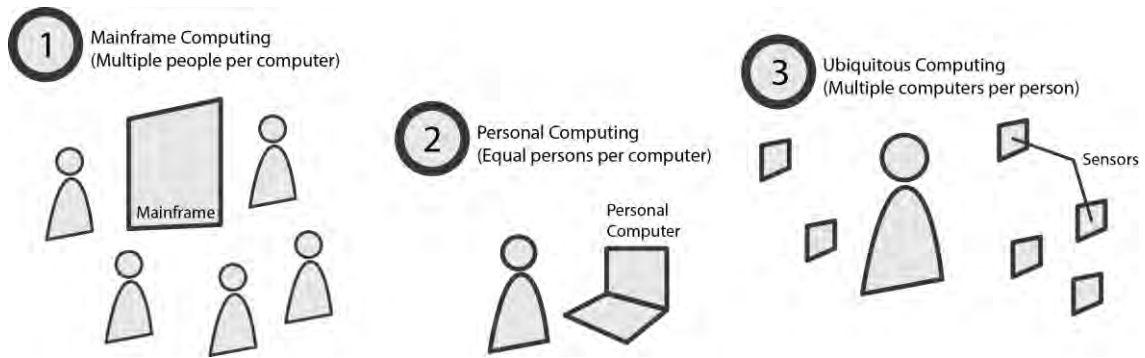 1
Mainframe Computing
(Multiple people per computer)
Mainframe
2
Personal Computing
(Equal persons per computer)
Personal
Computer
3
Ubiquitous Computing
(Multiple computers per person)
Sensors